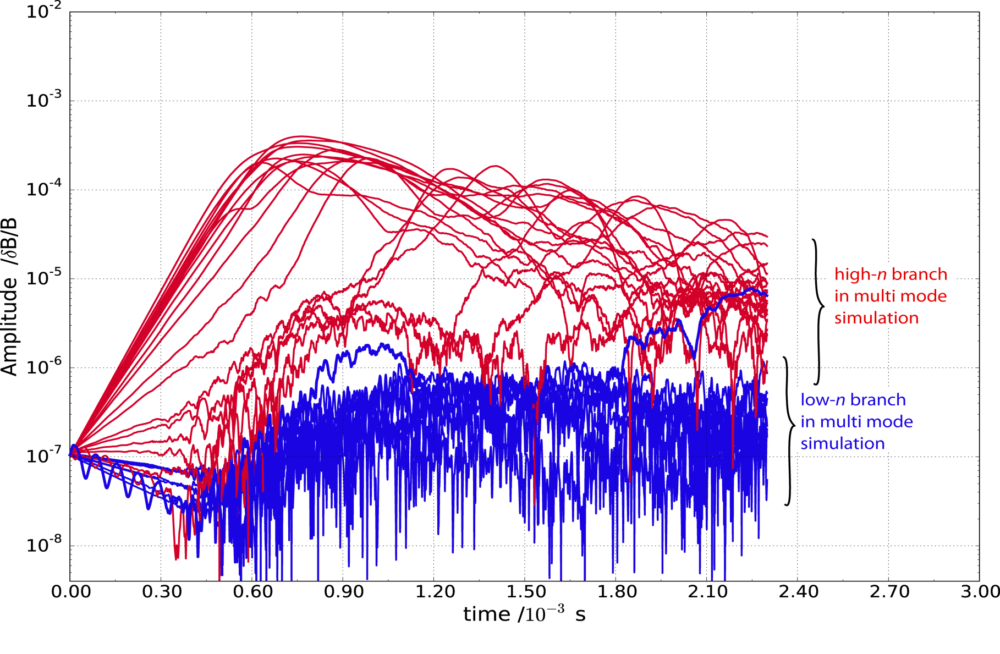 10⁻²
10⁻³
10⁻⁴
10⁻⁵
10⁻⁶
10⁻⁷
10⁻⁸
Amplitude /δB/B
0.00 0.30 0.60 0.90 1.20 1.50 1.80 2.10 2.40 2.70 3.00
time /10⁻³ s
high-n branch
in multi mode
simulation
low-n branch
in multi mode
simulation